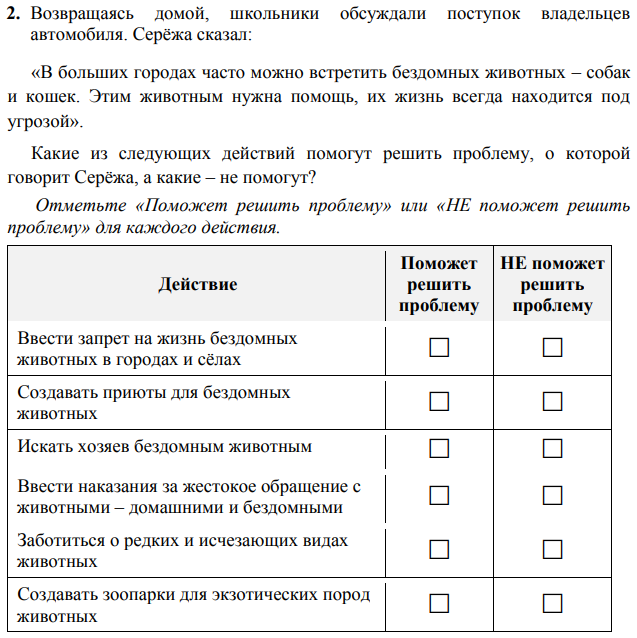 2. Возвращаясь домой, школьники обсуждали поступок владельцев
автомобиля. Серёжа сказал:
«В больших городах часто можно встретить бездомных животных – собак
и кошек. Этим животным нужна помощь, их жизнь всегда находится под
угрозой».
Какие из следующих действий помогут решить проблему, о которой
говорит Серёжа, а какие – не помогут?
Отметьте «Поможет решить проблему» или «НЕ поможет решить
проблему» для каждого действия.
Действие
Поможет
решить
проблему
НЕ поможет
решить
проблему
Ввести запрет на жизнь бездомных
животных в городах и сёлах
Создавать приюты для бездомных
животных
Искать хозяев бездомным животным
Ввести наказания за жестокое обращение с
животными – домашними и бездомными
Заботиться о редких и исчезающих видах
животных
Создавать зоопарки для экзотических пород
животных